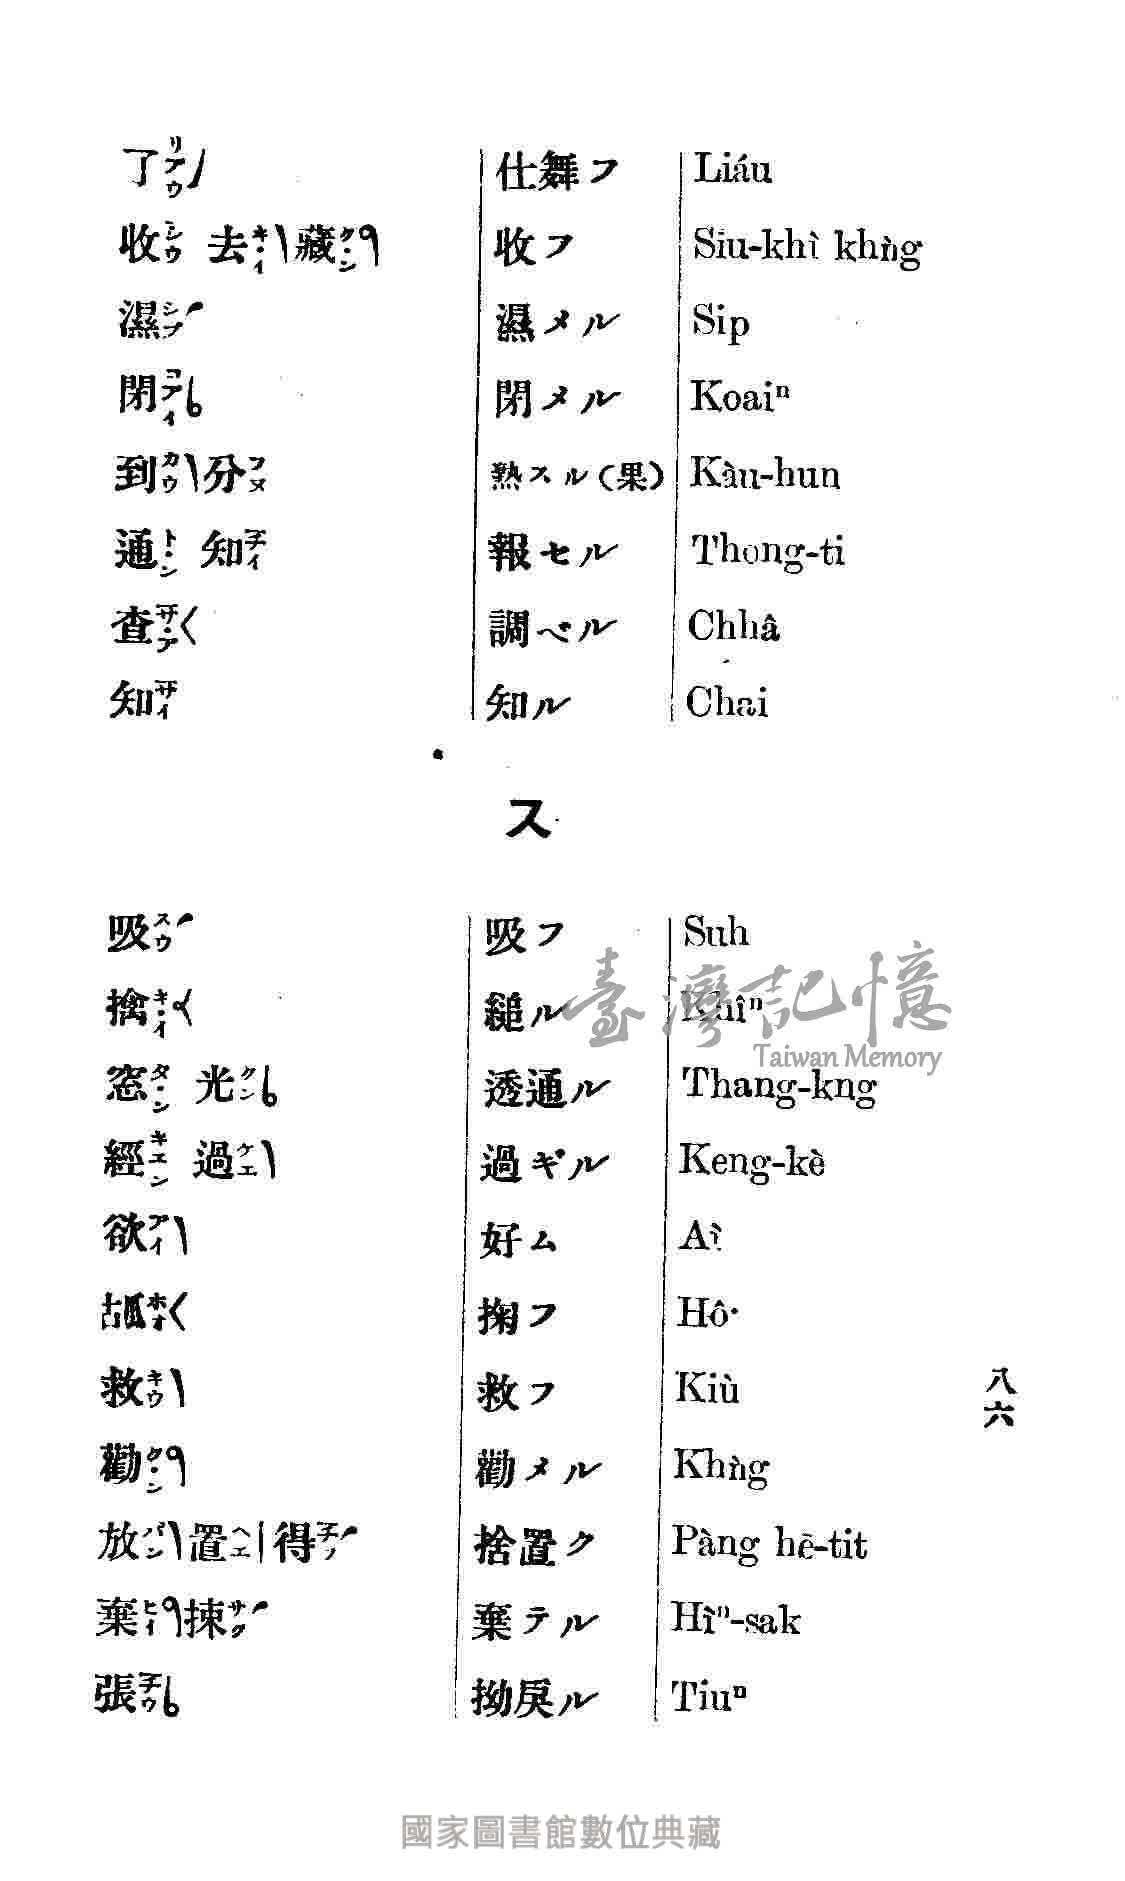 了リアウ 仕舞フ Liáu
收シウ 去キイ藏クン 收フ Siu-khì khǹg
濕シプ 濕メル Sip
閉コアイ 閉メル Koaiⁿ
到カウ分フヌ 熟スル(果) Kàu-hun
通トン 知チイ 報セル Thong-ti
查サア 調ベル Chhâ
知サイ 知ル Chai
ス
吸スウ 吸フ Suh
擒キイ 縋ル Khîⁿ
窓タン 光クン 透通ル Thang-kng
經キエン 過ケエ 過ギル Keng-kè
欲アイ 好ム Aì
ホオ 掬フ Hô·
救キウ 救フ Kiù
勸クン 勸メル Khǹg
放パン置ヘエ得チ 捨置ク Pàng hē-tit
棄ヒイ捒サク 棄テル Hìⁿ-sak
張チウ 拗戾ル Tiuⁿ
八六
臺灣記憶
Taiwan Memory
國家圖書館數位典藏